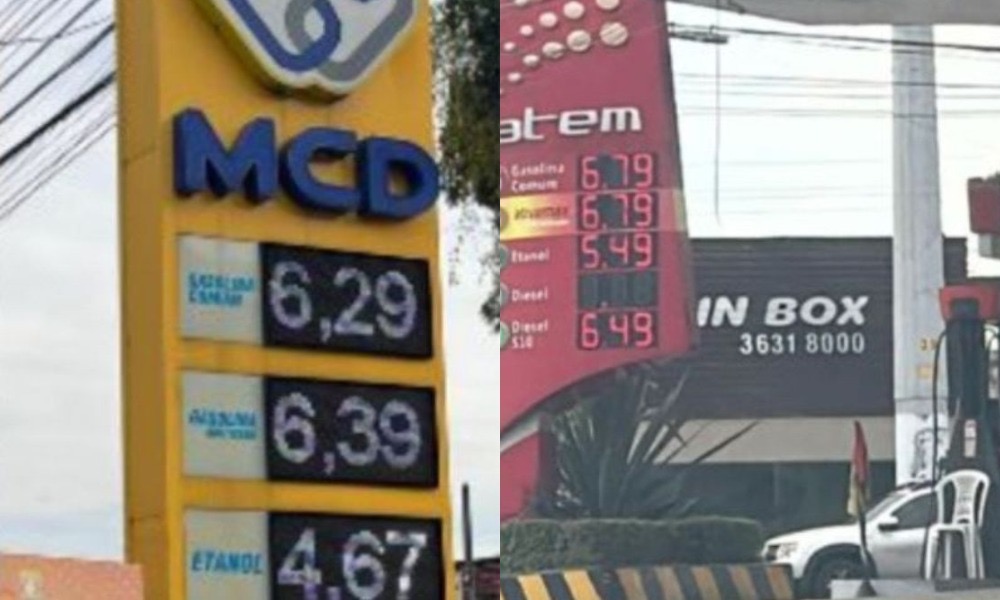 MCD
GASOLINA
COMUM
6,29
GASOLINA
6,39
ETANOL
4,67
atem
Gasolina
Comum
6.79
6.79
Etanol
5.49
Diesel
Diesel
S10
6.49
IN BOX
3631 8000